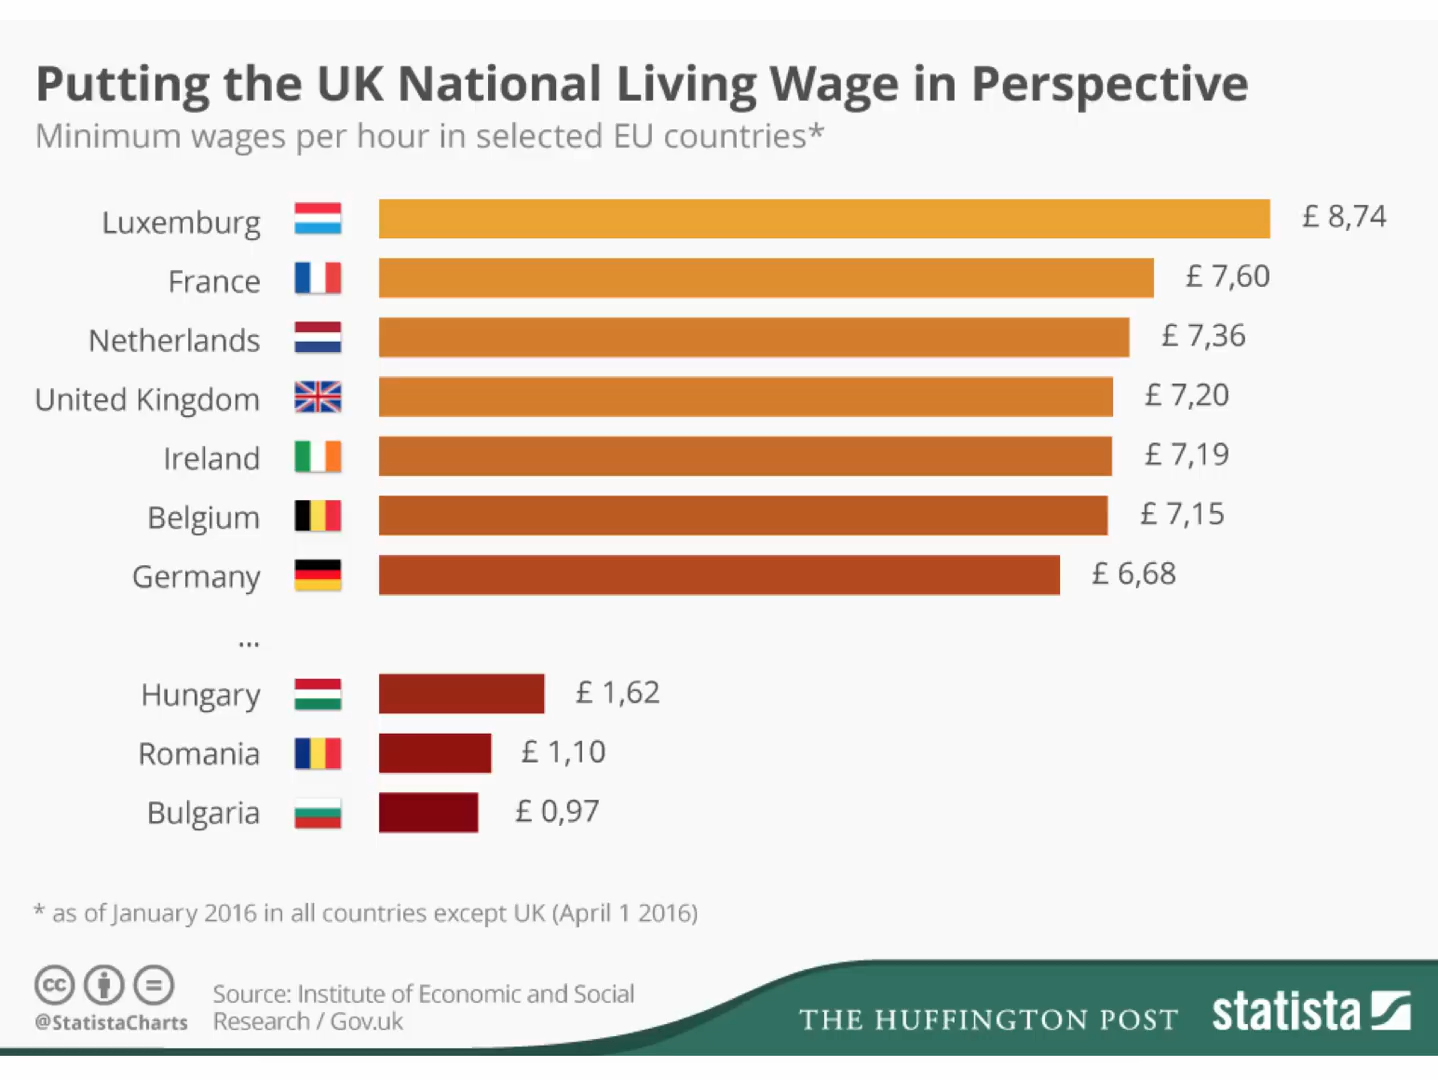 Putting the UK National Living Wage in Perspective
Minimum wages per hour in selected EU countries*
Luxemburg £ 8,74
France £ 7,60
Netherlands £ 7,36
United Kingdom £ 7,20
Ireland £ 7,19
Belgium £ 7,15
Germany £ 6,68
...
Hungary £ 1,62
Romania £ 1,10
Bulgaria £ 0,97
* as of January 2016 in all countries except UK (April 1 2016)
cc
@StatistaCharts
Source: Institute of Economic and Social
Research / Gov.uk
THE HUFFINGTON POST
statista